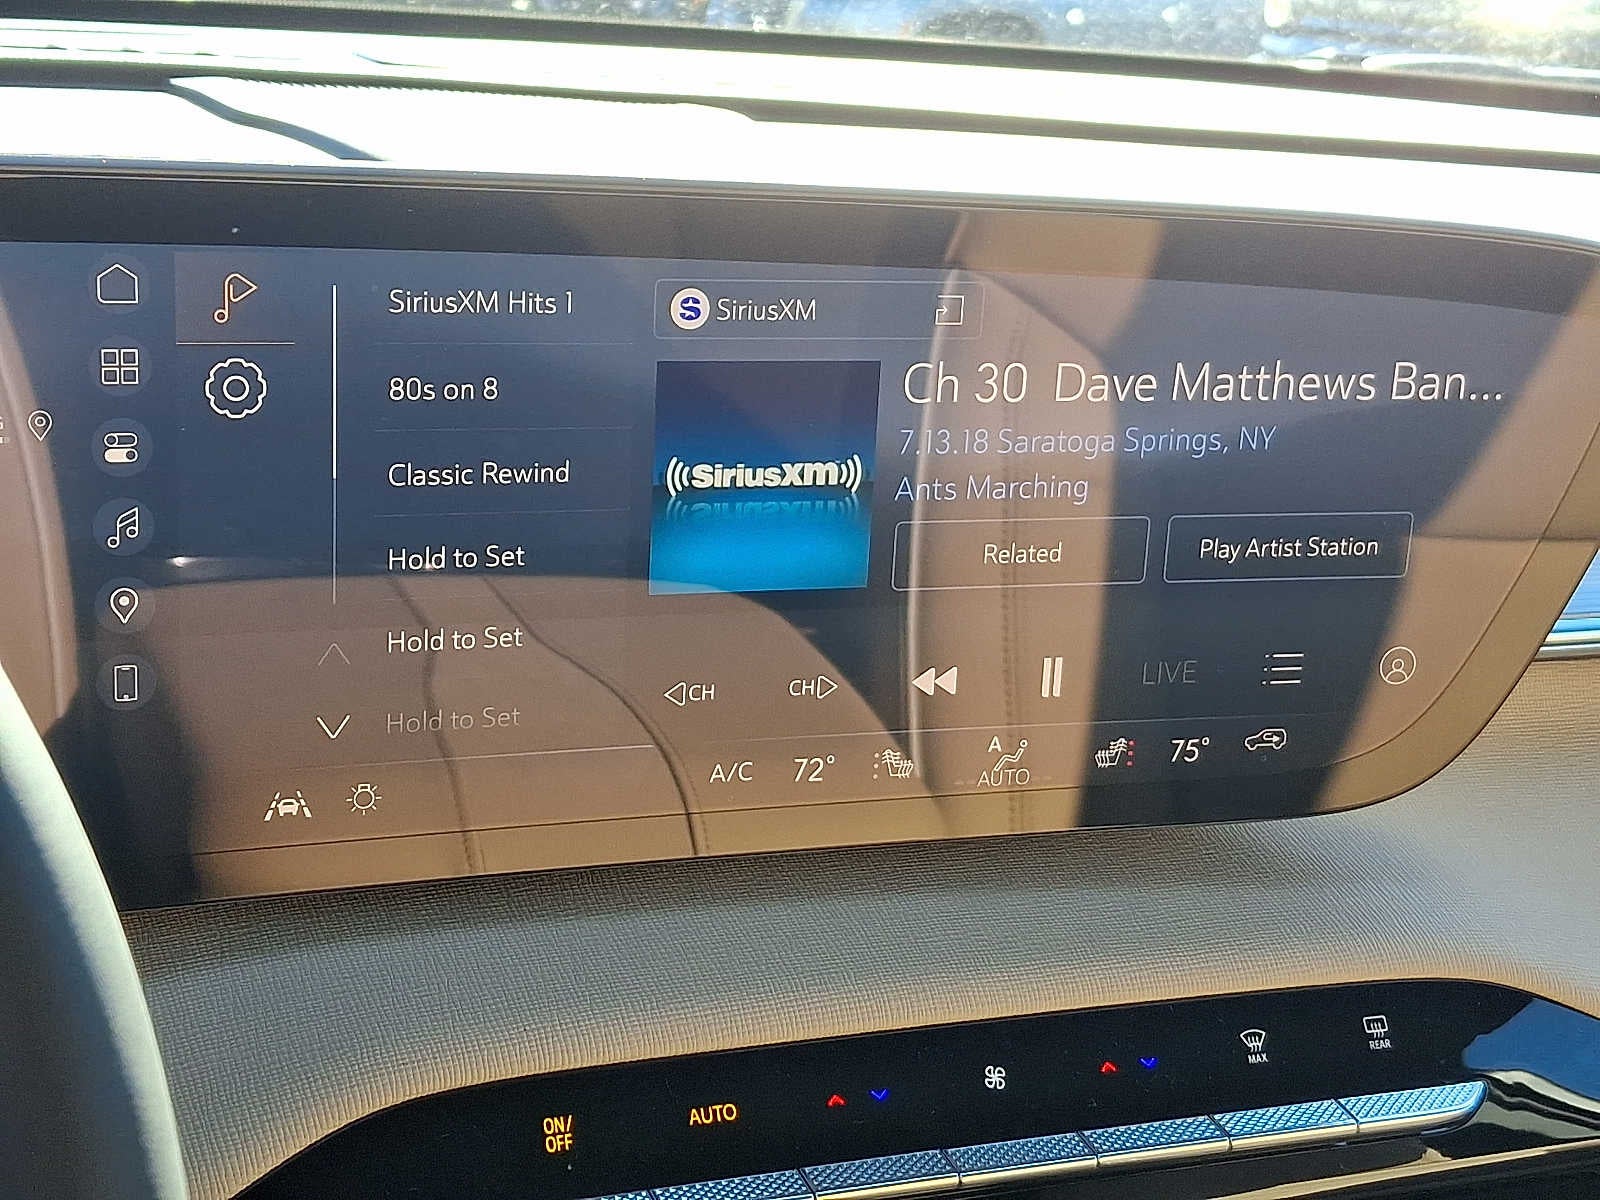 SiriusXM Hits 1
80s on 8
Classic Rewind
Hold to Set
Hold to Set
Hold to Set
SiriusXM
((SiriusXM))
Ch 30 Dave Matthews Ban...
7.13.18 Saratoga Springs, NY
Ants Marching
Related
Play Artist Station
CH
CH
LIVE
A/C
72°
A
AUTO
75°
ON/
OFF
AUTO
MAX
REAR